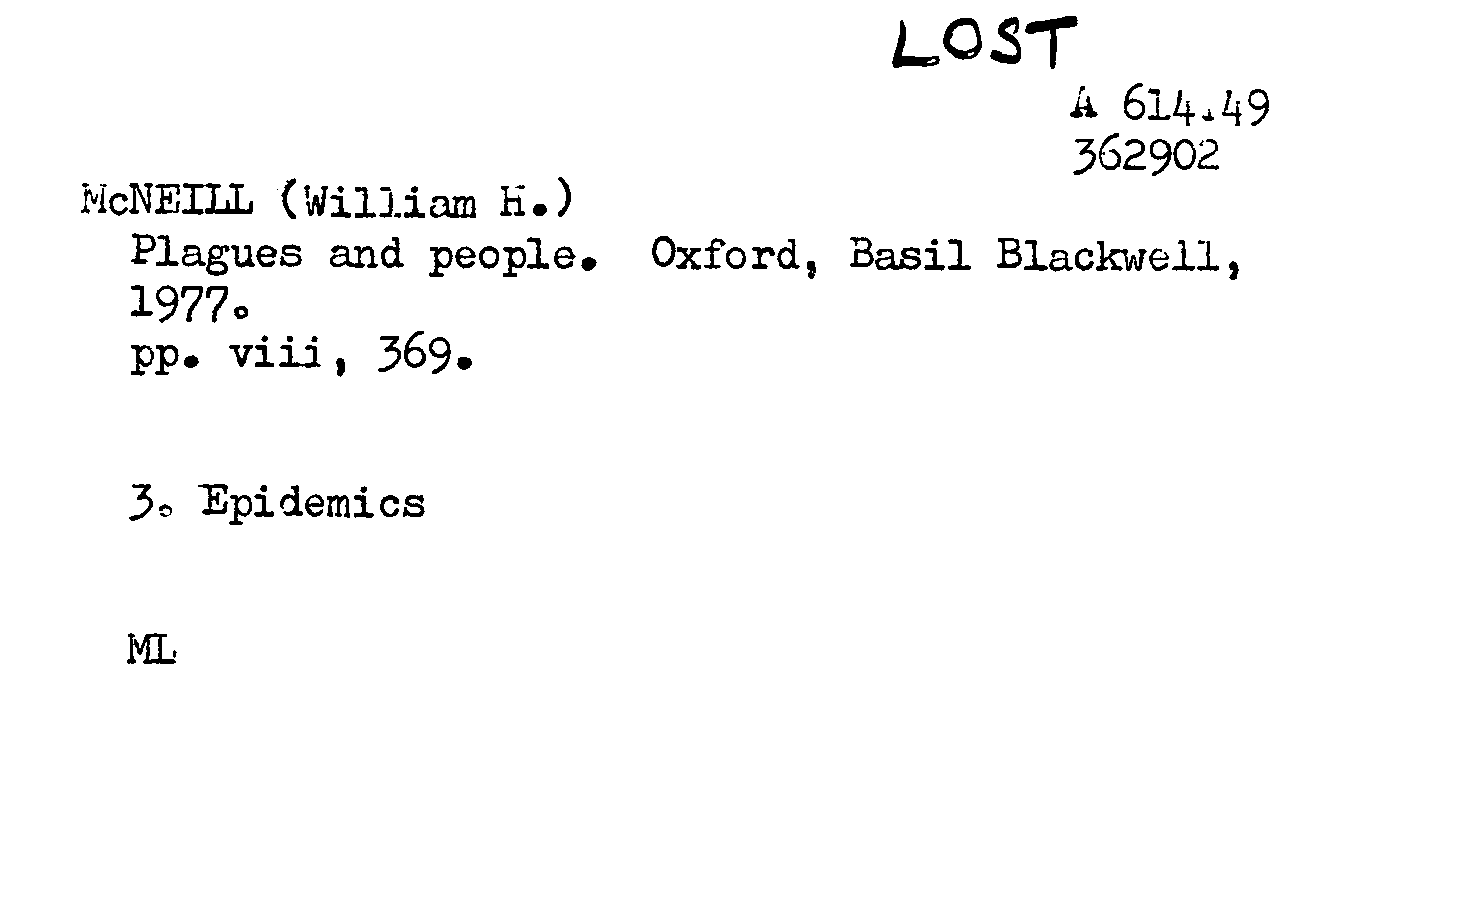 LOST
A 614.49
362902
McNEILL (William H.)
Plagues and people. Oxford, Basil Blackwell,
1977.
pp. viii, 369.
3. Epidemics
ML